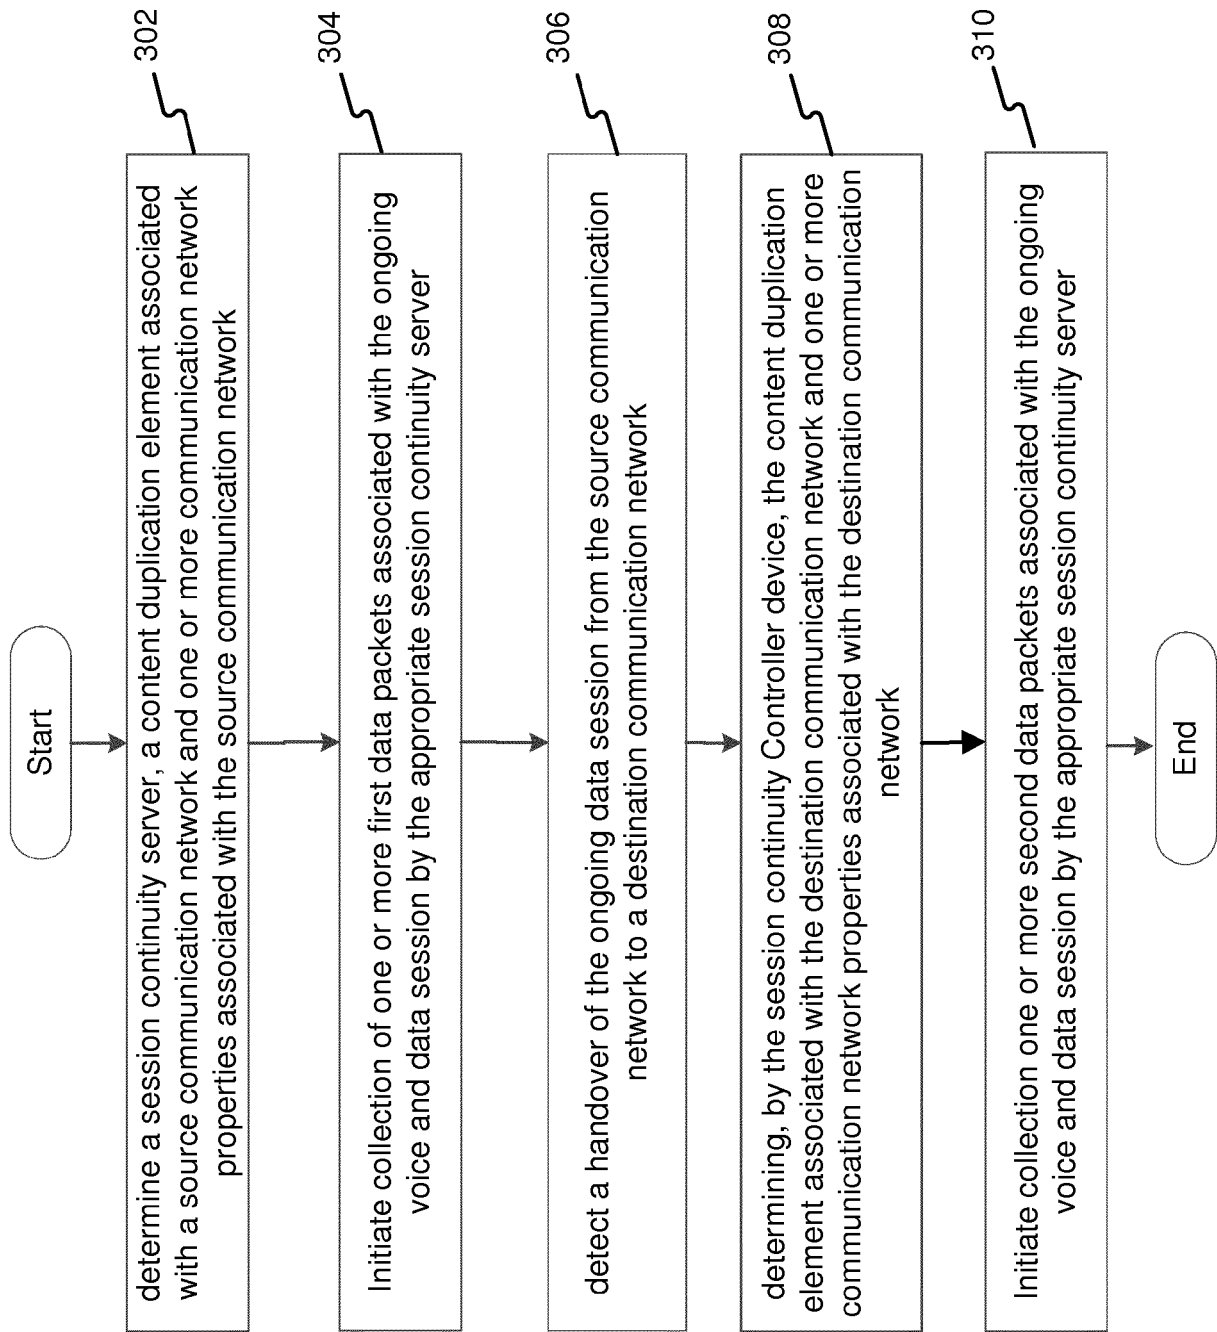 Start
302
determine a session continuity server, a content duplication element associated
with a source communication network and one or more communication network
properties associated with the source communication network
304
Initiate collection of one or more first data packets associated with the ongoing
voice and data session by the appropriate session continuity server
306
detect a handover of the ongoing data session from the source communication
network to a destination communication network
308
determining, by the session continuity Controller device, the content duplication
element associated with the destination communication network and one or more
communication network properties associated with the destination communication
network
310
Initiate collection one or more second data packets associated with the ongoing
voice and data session by the appropriate session continuity server
End